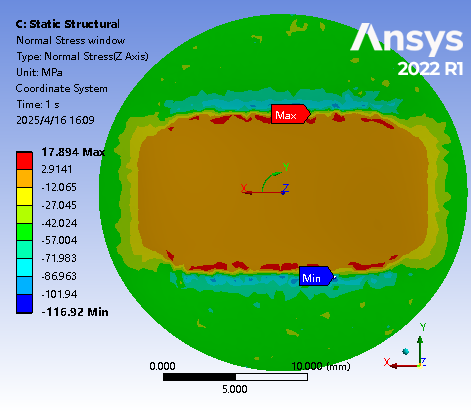 C: Static Structural
Normal Stress window
Type: Normal Stress(Z Axis)
Unit: MPa
Coordinate System
Time: 1 s
2025/4/16 16:09
Ansys
2022 R1
17.894 Max
2.9141
-12.065
-27.045
-42.024
-57.004
-71.983
-86.963
-101.94
-116.92 Min
Max
Y
X
Z
Min
Y
X
Z
0.000
10.000 (mm)
5.000